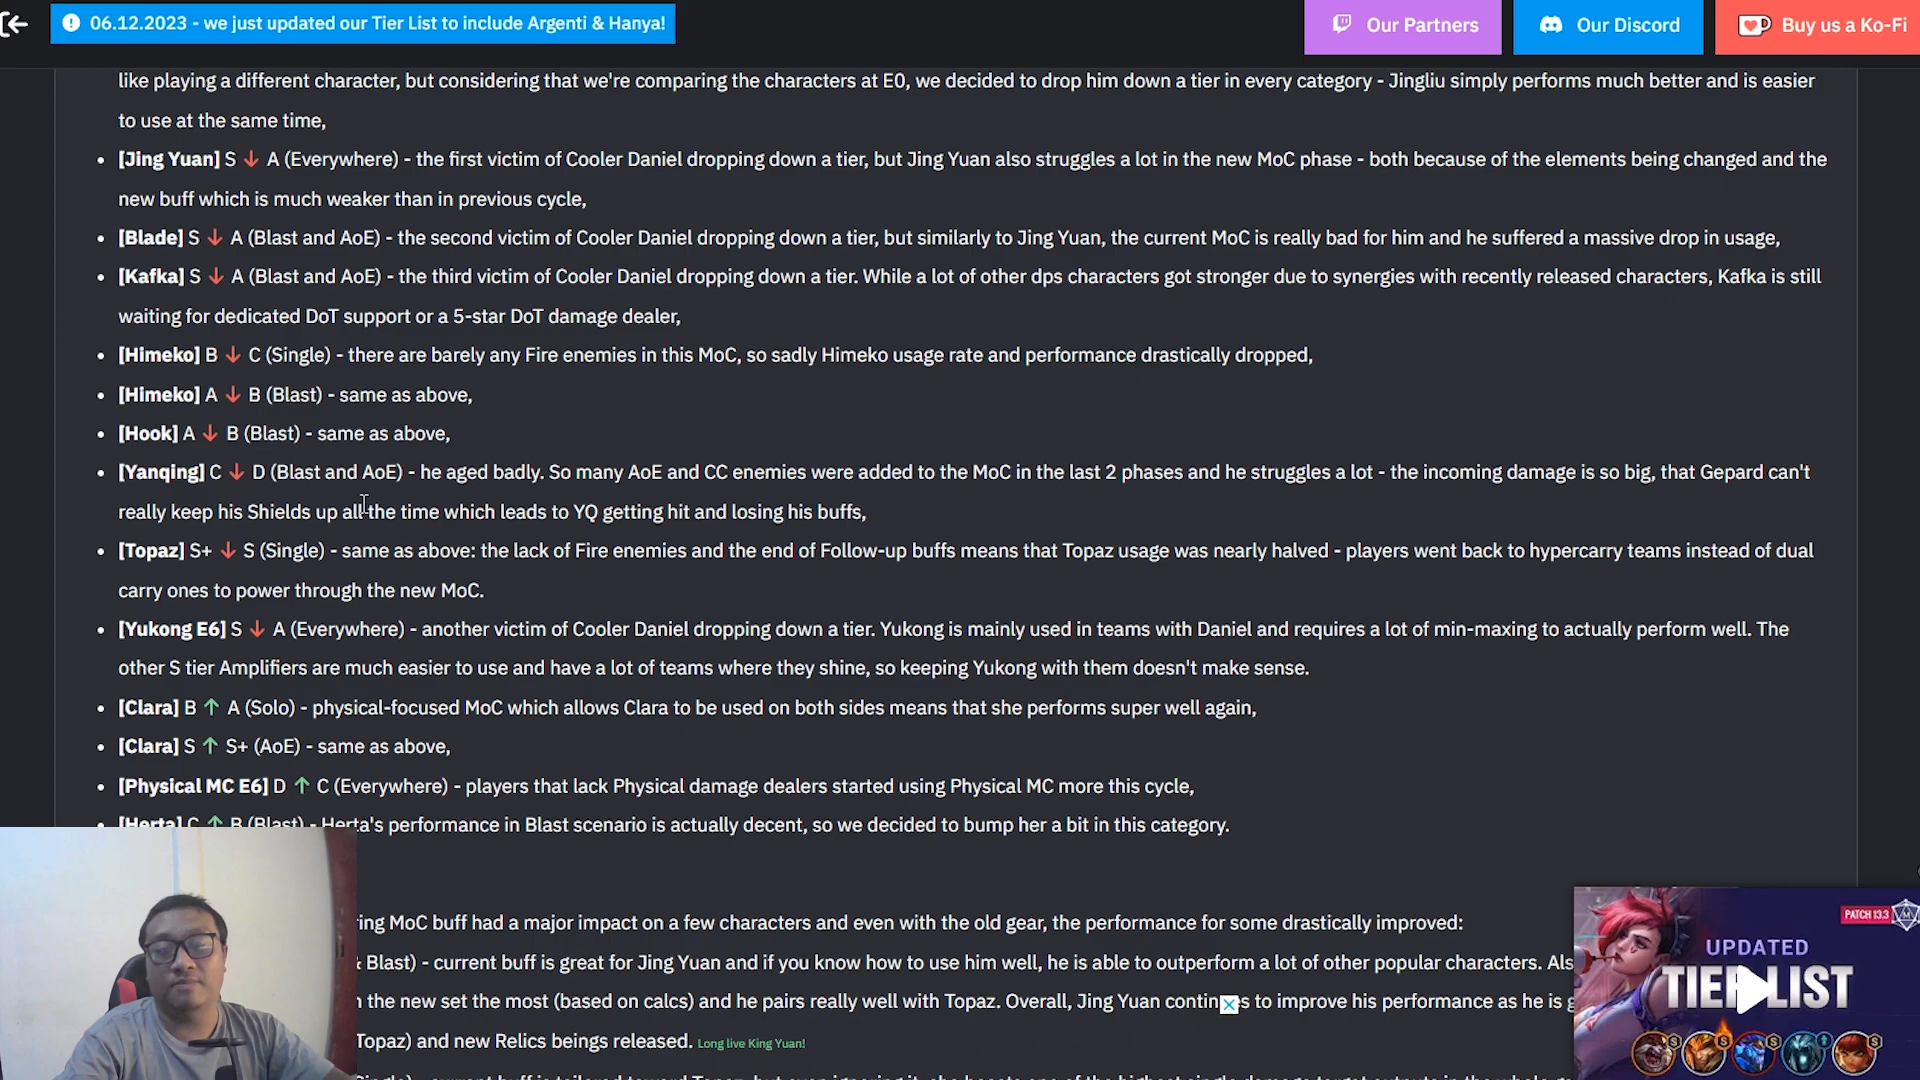 06.12.2023 - we just updated our Tier List to include Argenti & Hanya!
Our Partners
Our Discord
Buy us a Ko-Fi
like playing a different character, but considering that we're comparing the characters at E0, we decided to drop him down a tier in every category - Jingliu simply performs much better and is easier
to use at the same time,
• [Jing Yuan] S ↓ A (Everywhere) - the first victim of Cooler Daniel dropping down a tier, but Jing Yuan also struggles a lot in the new MoC phase - both because of the elements being changed and the
new buff which is much weaker than in previous cycle,
• [Blade] S ↓ A (Blast and AoE) - the second victim of Cooler Daniel dropping down a tier, but similarly to Jing Yuan, the current MoC is really bad for him and he suffered a massive drop in usage,
• [Kafka] S ↓ A (Blast and AoE) - the third victim of Cooler Daniel dropping down a tier. While a lot of other dps characters got stronger due to synergies with recently released characters, Kafka is still
waiting for dedicated DoT support or a 5-star DoT damage dealer,
• [Himeko] B ↓ C (Single) - there are barely any Fire enemies in this MoC, so sadly Himeko usage rate and performance drastically dropped,
• [Himeko] A ↓ B (Blast) - same as above,
• [Hook] A ↓ B (Blast) - same as above,
• [Yanqing] C ↓ D (Blast and AoE) - he aged badly. So many AoE and CC enemies were added to the MoC in the last 2 phases and he struggles a lot - the incoming damage is so big, that Gepard can't
really keep his Shields up all the time which leads to YQ getting hit and losing his buffs,
• [Topaz] S+ ↓ S (Single) - same as above: the lack of Fire enemies and the end of Follow-up buffs means that Topaz usage was nearly halved - players went back to hypercarry teams instead of dual
carry ones to power through the new MoC.
• [Yukong E6] S ↓ A (Everywhere) - another victim of Cooler Daniel dropping down a tier. Yukong is mainly used in teams with Daniel and requires a lot of min-maxing to actually perform well. The
other S tier Amplifiers are much easier to use and have a lot of teams where they shine, so keeping Yukong with them doesn't make sense.
• [Clara] B ↑ A (Solo) - physical-focused MoC which allows Clara to be used on both sides means that she performs super well again,
• [Clara] S ↑ S+ (AoE) - same as above,
• [Physical MC E6] D ↑ C (Everywhere) - players that lack Physical damage dealers started using Physical MC more this cycle,
• [Herta] C ↑ B (Blast) - Herta's performance in Blast scenario is actually decent, so we decided to bump her a bit in this category.
ring MoC buff had a major impact on a few characters and even with the old gear, the performance for some drastically improved:
& Blast) - current buff is great for Jing Yuan and if you know how to use him well, he is able to outperform a lot of other popular characters. Als
the new set the most (based on calcs) and he pairs really well with Topaz. Overall, Jing Yuan contin s to improve his performance as he is g
Topaz) and new Relics beings released. Long live King Yuan!
PATCH 13.3
UPDATED
TIER LIST